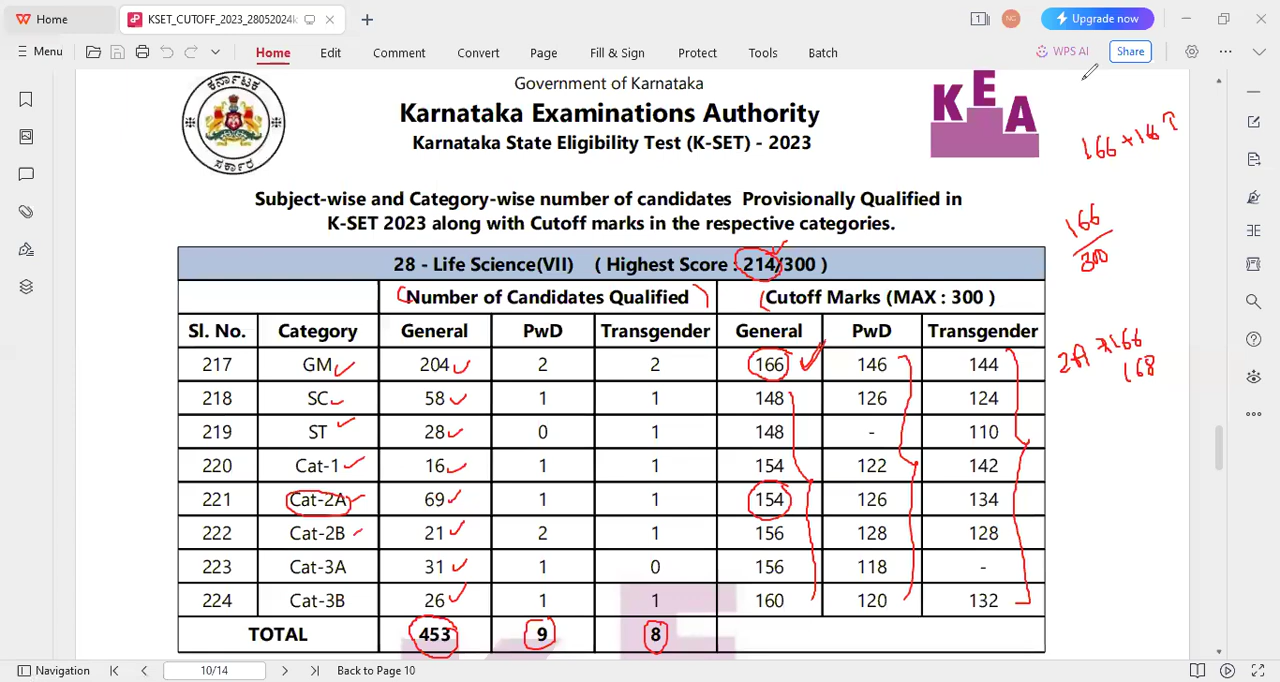 Home
KSET_CUTOFF_2023_28052024k
1
NC
Upgrade now
Menu
Home
Edit
Comment
Convert
Page
Fill & Sign
Protect
Tools
Batch
WPS AI
Share
ಕರ್ನಾಟಕ
ಸರ್ಕಾರ
Government of Karnataka
Karnataka Examinations Authority
Karnataka State Eligibility Test (K-SET) - 2023
KEA
166 + 167
Subject-wise and Category-wise number of candidates Provisionally Qualified in
K-SET 2023 along with Cutoff marks in the respective categories.
166
300
28 - Life Science(VII) ( Highest Score : 214/300 )
Number of Candidates Qualified Cutoff Marks (MAX : 300 )
Sl. No. Category General PwD Transgender General PwD Transgender
217 GM 204 2 2 166 146 144
218 SC 58 1 1 148 126 124
219 ST 28 0 1 148 - 110
220 Cat-1 16 1 1 154 122 142
221 Cat-2A 69 1 1 154 126 134
222 Cat-2B 21 2 1 156 128 128
223 Cat-3A 31 1 0 156 118 -
224 Cat-3B 26 1 1 160 120 132
TOTAL 453 9 8
2A 166
168
Navigation
10/14
Back to Page 10